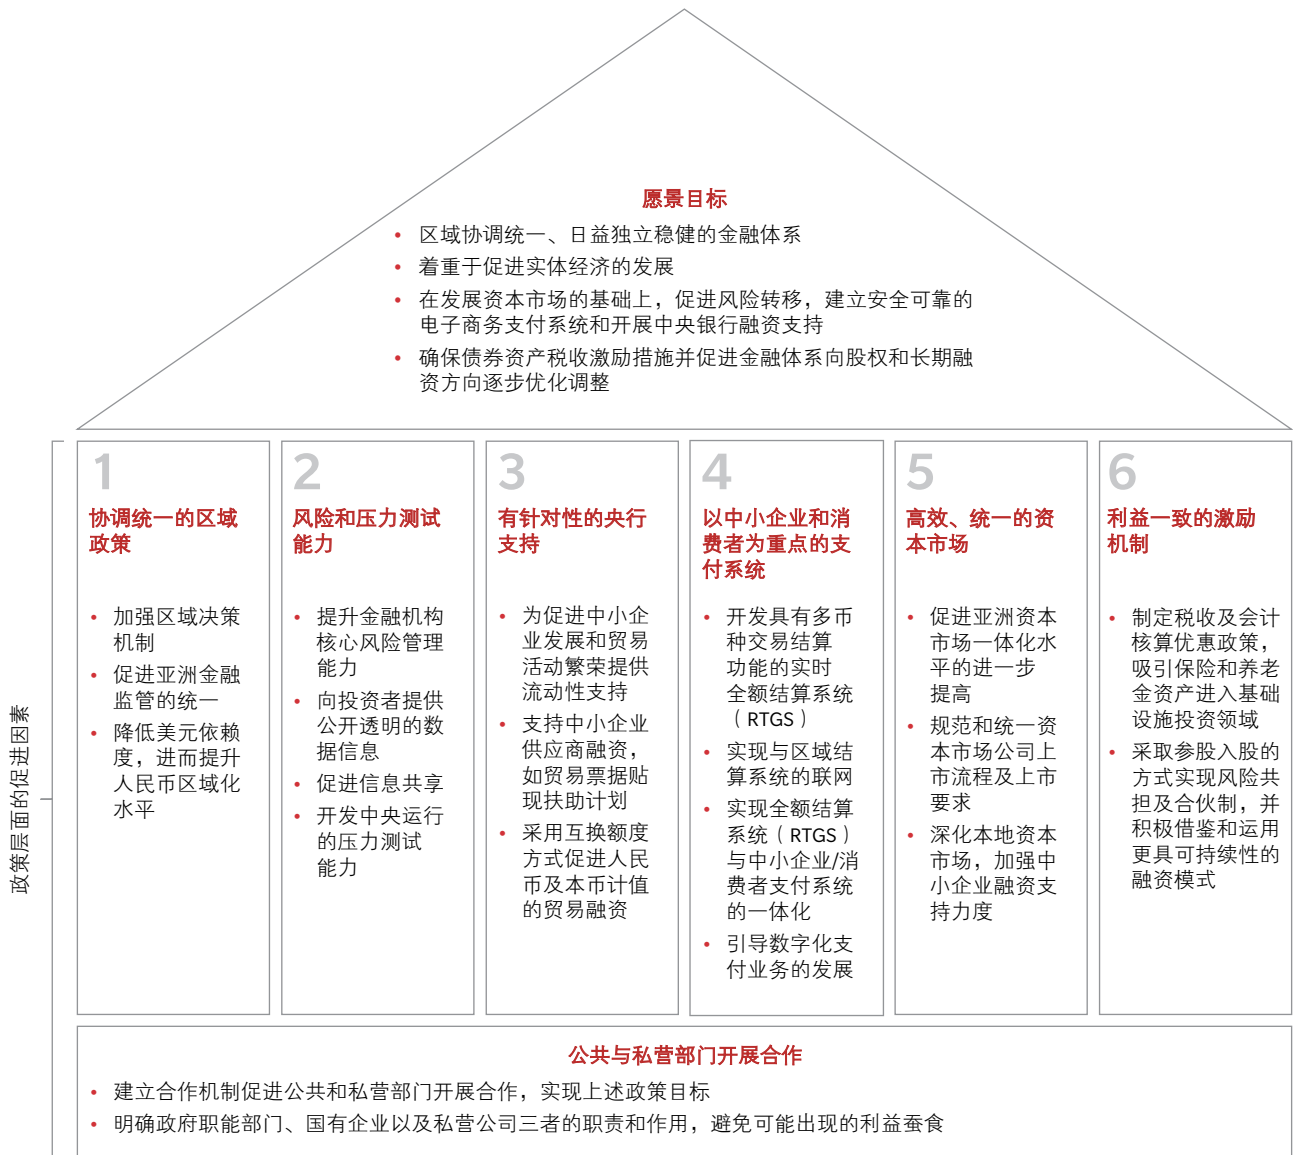 愿景目标
• 区域协调统一、日益独立稳健的金融体系
• 着重于促进实体经济的发展
• 在发展资本市场的基础上，促进风险转移，建立安全可靠的
电子商务支付系统和开展中央银行融资支持
• 确保债券资产税收激励措施并促进金融体系向股权和长期融
资方向逐步优化调整
政策层面的促进因素
1
协调统一的区域
政策
• 加强区域决策
机制
• 促进亚洲金融
监管的统一
• 降低美元依赖
度，进而提升
人民币区域化
水平
2
风险和压力测试
能力
• 提升金融机构
核心风险管理
能力
• 向投资者提供
公开透明的数
据信息
• 促进信息共享
• 开发中央运行
的压力测试
能力
3
有针对性的央行
支持
• 为促进中小企
业发展和贸易
活动繁荣提供
流动性支持
• 支持中小企业
供应商融资，
如贸易票据贴
现扶助计划
• 采用互换额度
方式促进人民
币及本币计值
的贸易融资
4
以中小企业和消
费者为重点的支
付系统
• 开发具有多币
种交易结算
功能的实时
全额结算系统
（RTGS）
• 实现与区域结
算系统的联网
• 实现全额结算
系统（RTGS）
与中小企业/消
费者支付系统
的一体化
• 引导数字化支
付业务的发展
5
高效、统一的资
本市场
• 促进亚洲资本
市场一体化水
平的进一步
提高
• 规范和统一资
本市场公司上
市流程及上市
要求
• 深化本地资本
市场，加强中
小企业融资支
持力度
6
利益一致的激励
机制
• 制定税收及会计
核算优惠政策，
吸引保险和养老
金资产进入基础
设施投资领域
• 采取参股入股的
方式实现风险共
担及合伙制，并
积极借鉴和运用
更具可持续性的
融资模式
公共与私营部门开展合作
• 建立合作机制促进公共和私营部门开展合作，实现上述政策目标
• 明确政府职能部门、国有企业以及私营公司三者的职责和作用，避免可能出现的利益蚕食